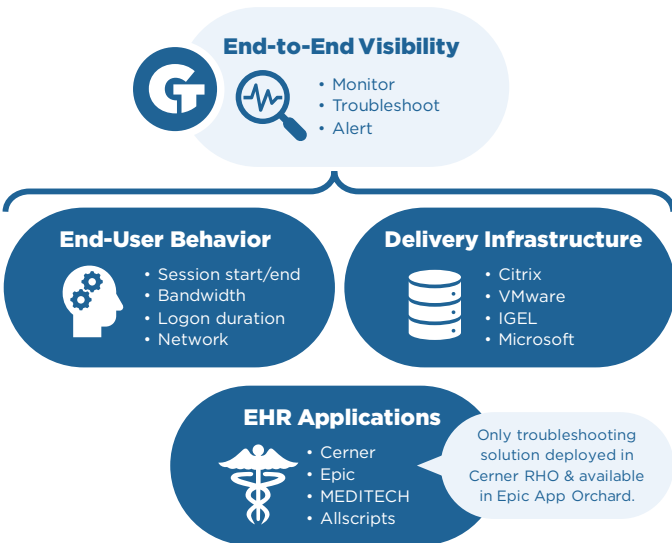 End-to-End Visibility
GT
• Monitor
• Troubleshoot
• Alert
End-User Behavior
• Session start/end
• Bandwidth
• Logon duration
• Network
Delivery Infrastructure
• Citrix
• VMware
• IGEL
• Microsoft
EHR Applications
• Cerner
• Epic
• MEDITECH
• Allscripts
Only troubleshooting
solution deployed in
Cerner RHO & available
in Epic App Orchard.